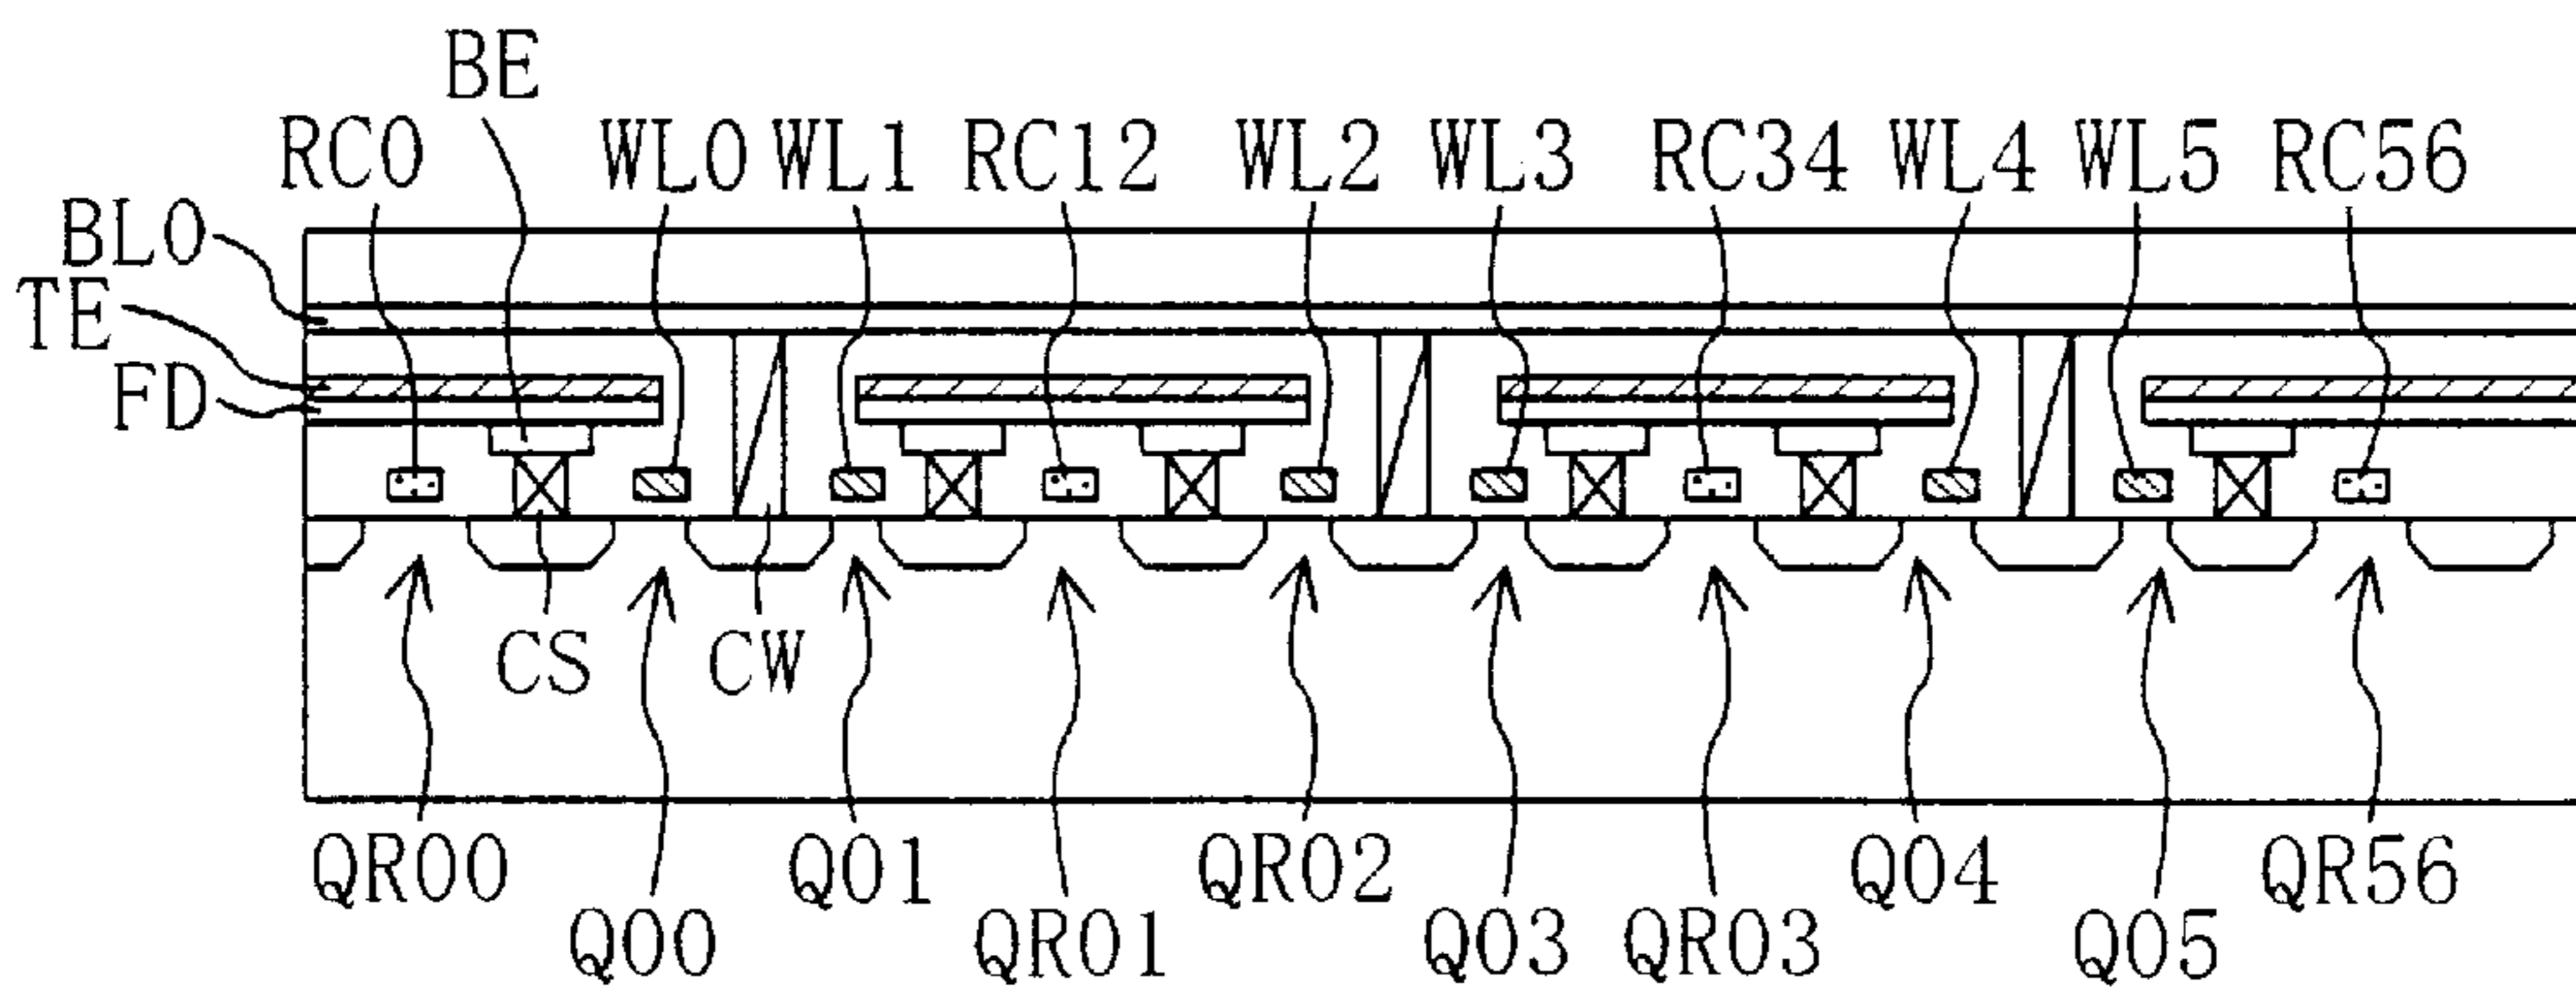 BE
RC0 WL0 WL1 RC12 WL2 WL3 RC34 WL4 WL5 RC56
BL0
TE
FD
CS CW
QR00 Q01 QR02 Q04 QR56
Q00 QR01 Q03 QR03 Q05